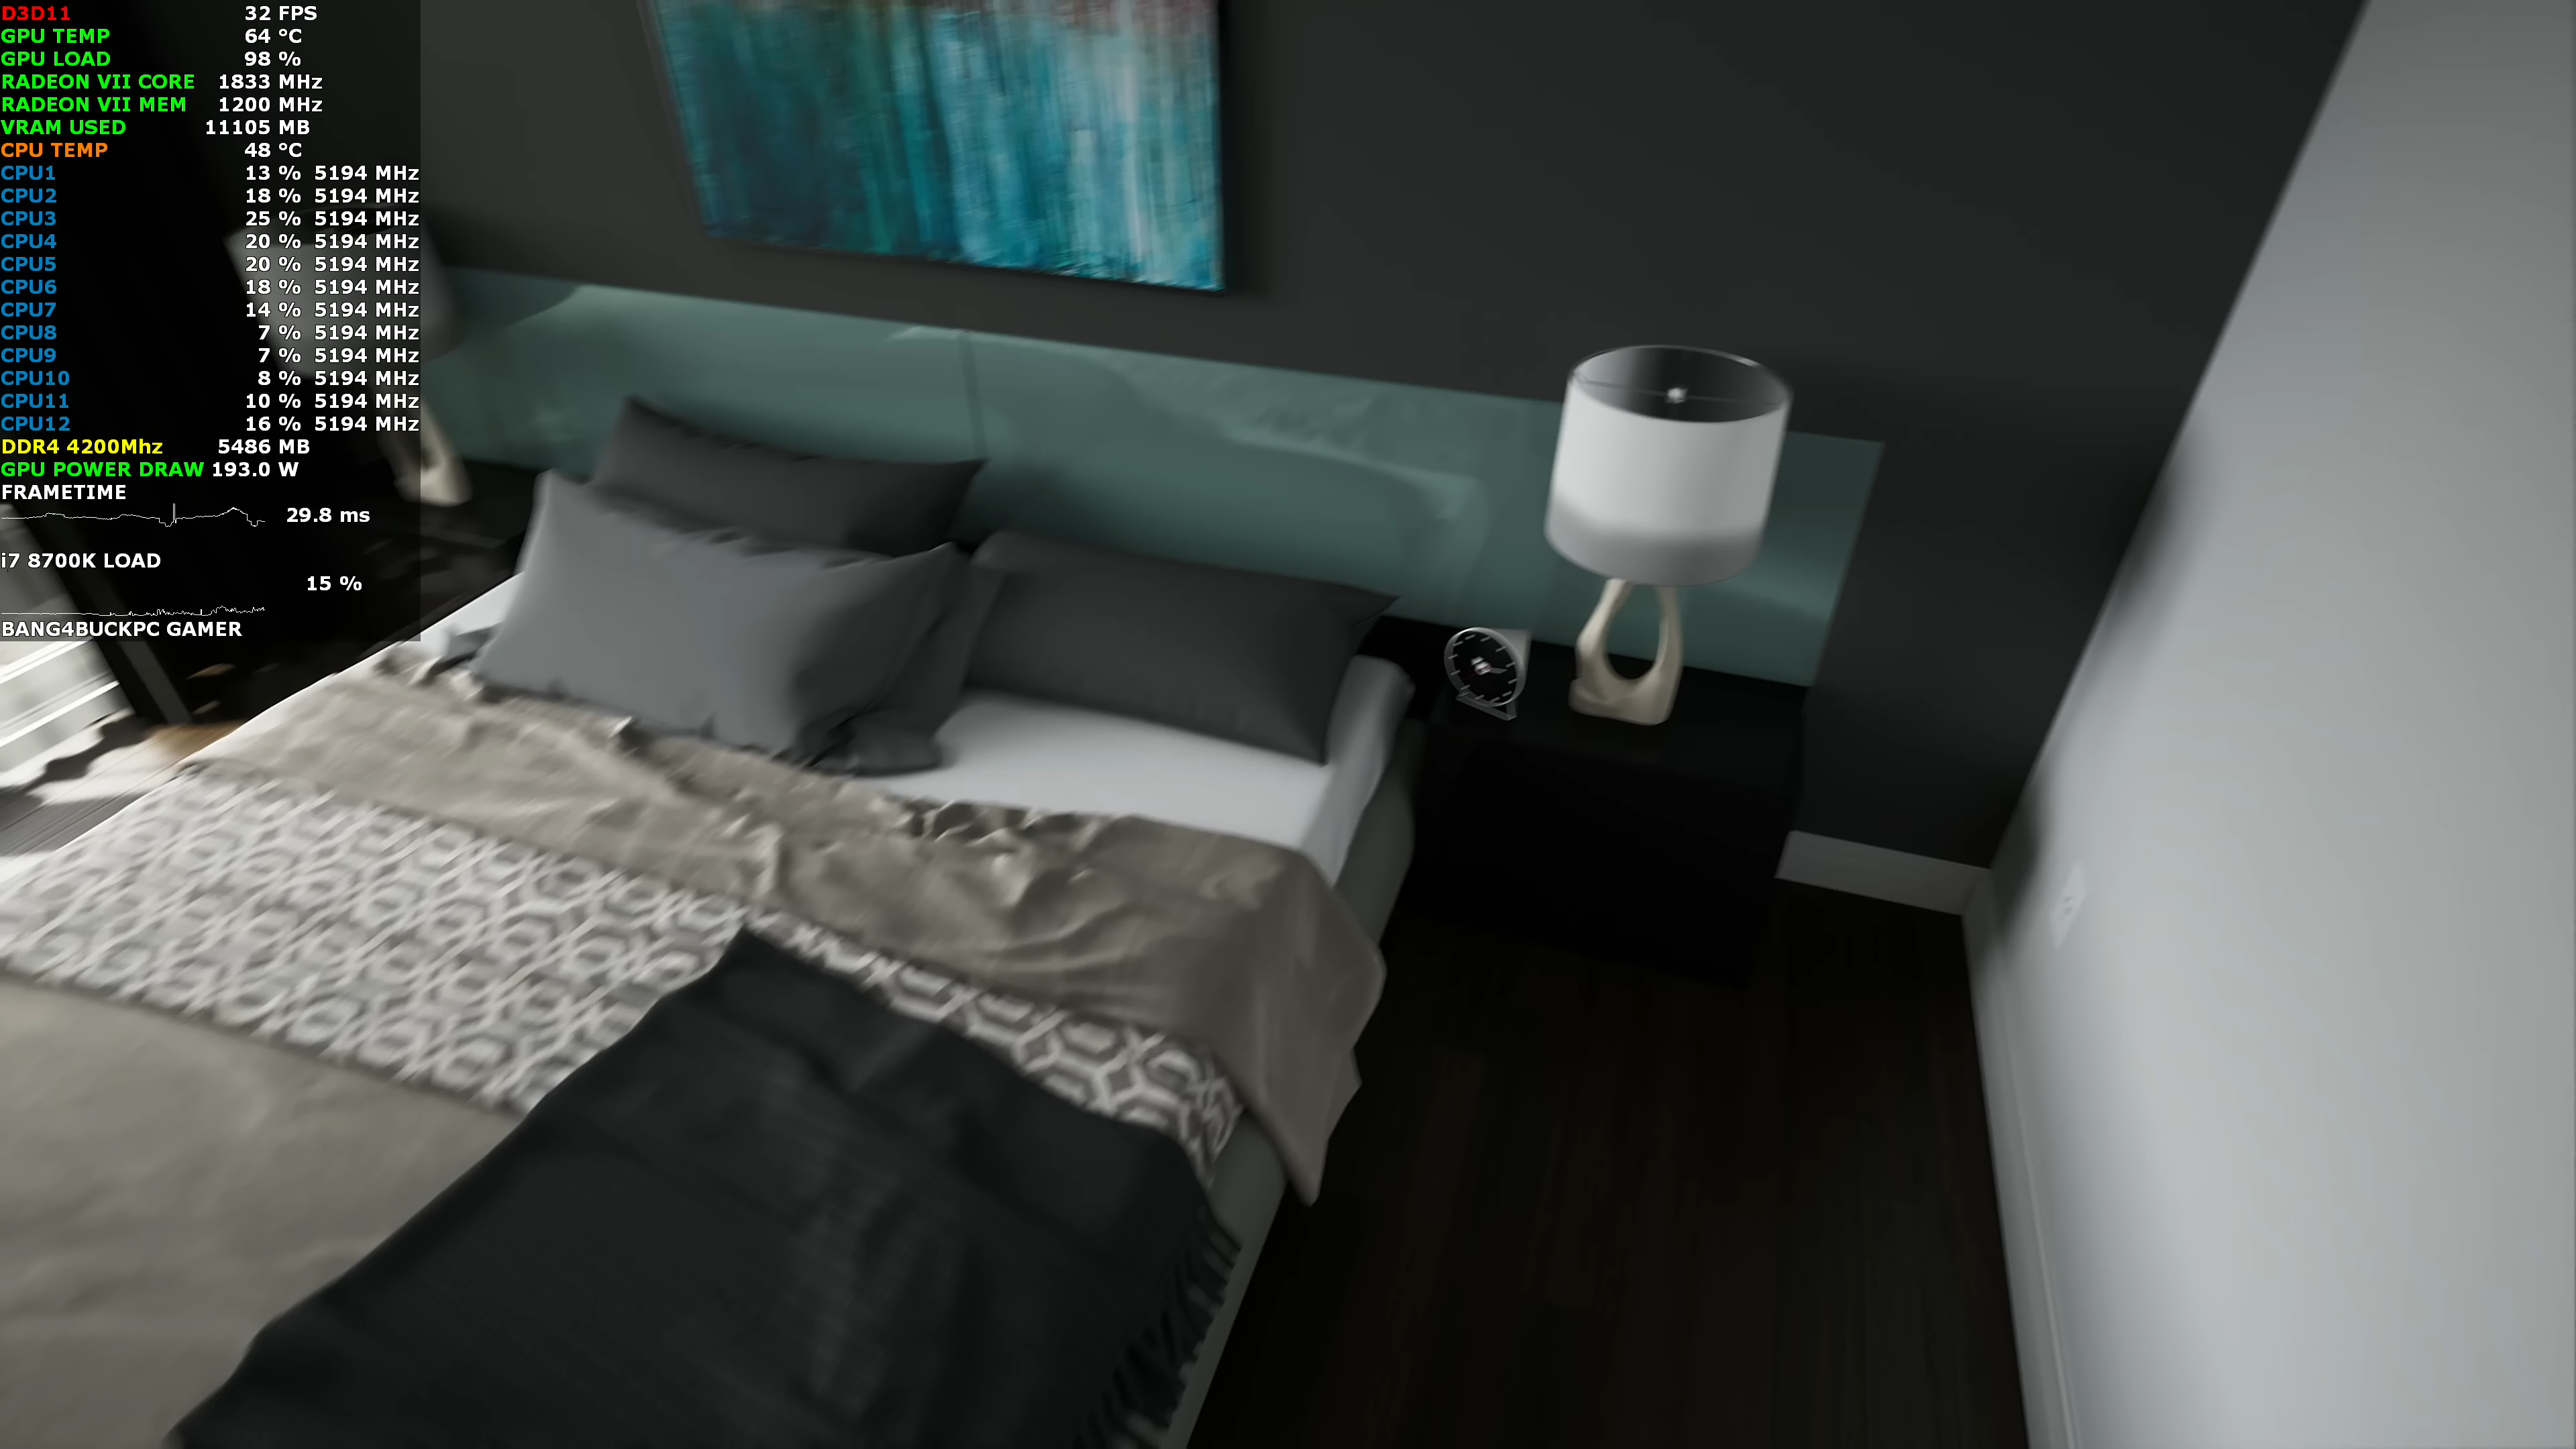 D3D11 32 FPS
GPU TEMP 64 °C
GPU LOAD 98 %
RADEON VII CORE 1833 MHz
RADEON VII MEM 1200 MHz
VRAM USED 11105 MB
CPU TEMP 48 °C
CPU1 13 % 5194 MHz
CPU2 18 % 5194 MHz
CPU3 25 % 5194 MHz
CPU4 20 % 5194 MHz
CPU5 20 % 5194 MHz
CPU6 18 % 5194 MHz
CPU7 14 % 5194 MHz
CPU8 7 % 5194 MHz
CPU9 7 % 5194 MHz
CPU10 8 % 5194 MHz
CPU11 10 % 5194 MHz
CPU12 16 % 5194 MHz
DDR4 4200Mhz 5486 MB
GPU POWER DRAW 193.0 W
FRAMETIME
29.8 ms
i7 8700K LOAD
15 %
BANG4BUCKPC GAMER